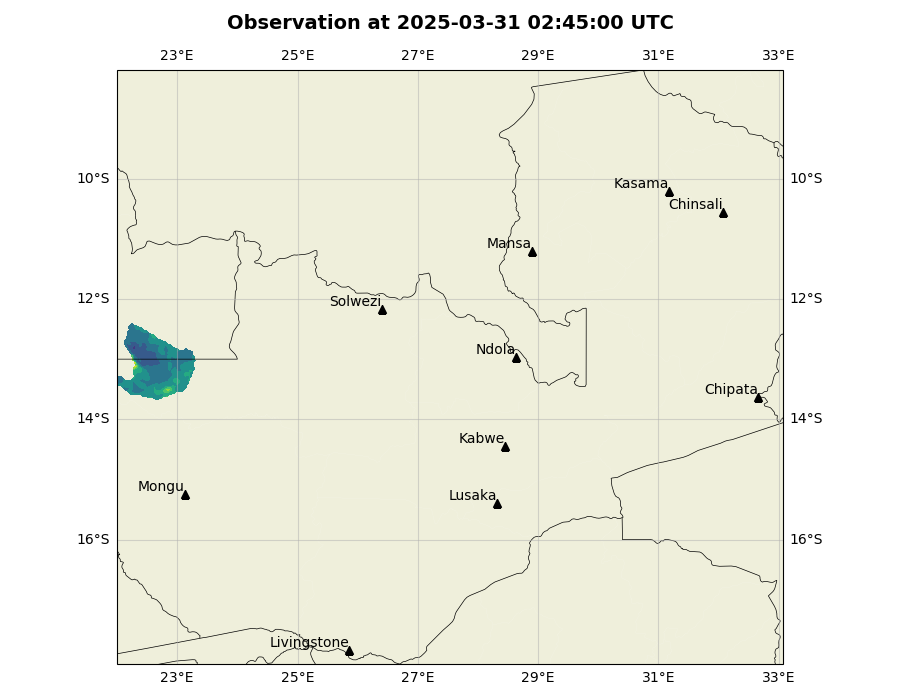 Observation at 2025-03-31 02:45:00 UTC
23°E 25°E 27°E 29°E 31°E 33°E
10°S 10°S
Kasama
Chinsali
Mansa
12°S 12°S
Solwezi
Ndola
Chipata
14°S 14°S
Kabwe
Mongu
Lusaka
16°S 16°S
Livingstone
23°E 25°E 27°E 29°E 31°E 33°E